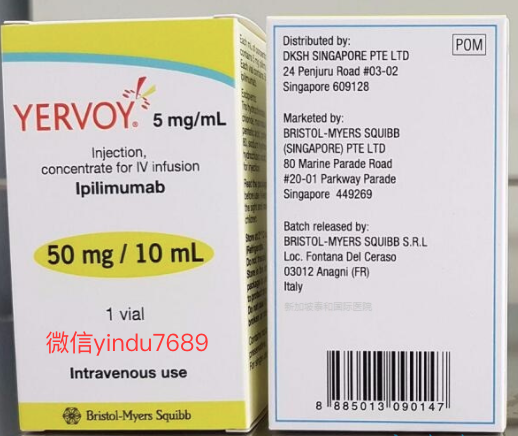 YERVOY®
5 mg/mL
Injection,
concentrate for IV infusion
Ipilimumab
50 mg / 10 mL
1 vial
微信yindu7689
Intravenous use
Bristol-Myers Squibb
Distributed by:
DKSH SINGAPORE PTE LTD
24 Penjuru Road #03-02
Singapore 609128
POM
Marketed by:
BRISTOL-MYERS SQUIBB
(SINGAPORE) PTE LTD
80 Marine Parade Road
#20-01 Parkway Parade
Singapore 449269
Batch released by:
BRISTOL-MYERS SQUIBB S.R.L
Loc. Fontana Del Ceraso
03012 Anagni (FR)
Italy
8 885013 090147